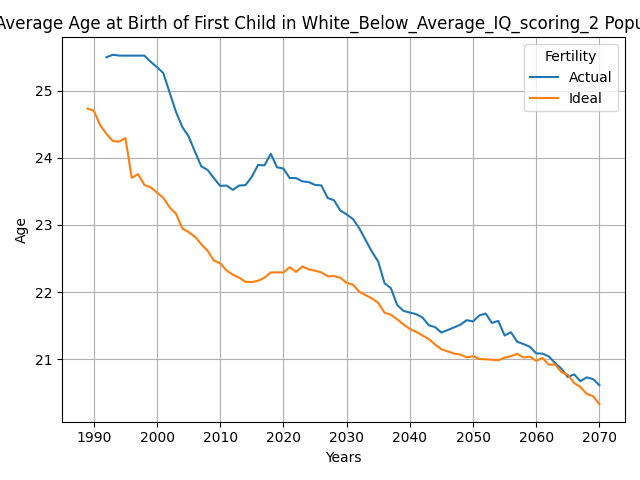 Average Age at Birth of First Child in White_Below_Average_IQ_scoring_2
Fertility
Actual
Ideal
25
24
23
22
21
Age
1990 2000 2010 2020 2030 2040 2050 2060 2070
Years